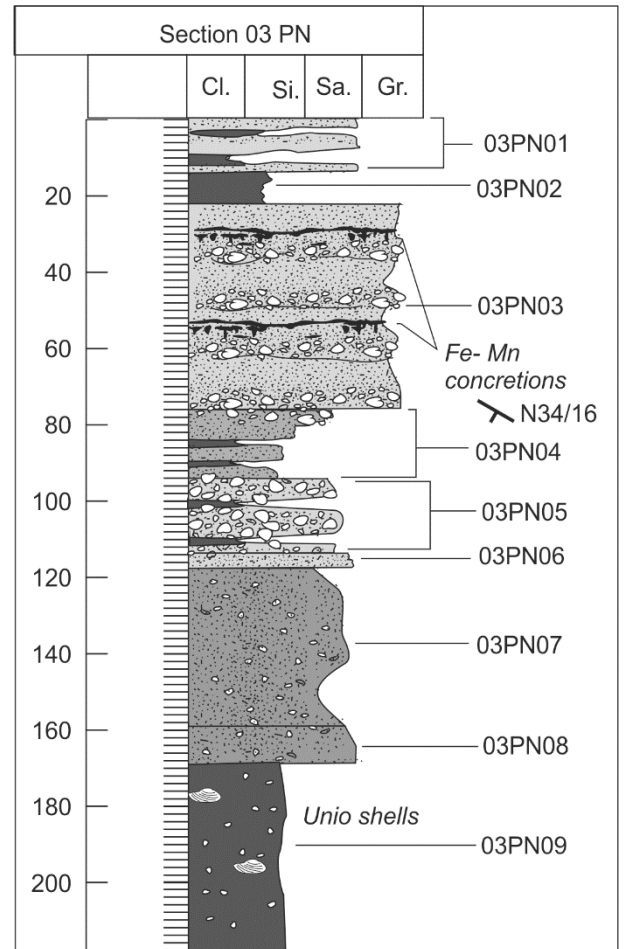 Section 03 PN
Cl. Si. Sa. Gr.
03PN01
20
03PN02
40
03PN03
60
Fe- Mn
concretions
N34/16
80
03PN04
100
03PN05
03PN06
120
140
03PN07
160
03PN08
180
Unio shells
03PN09
200